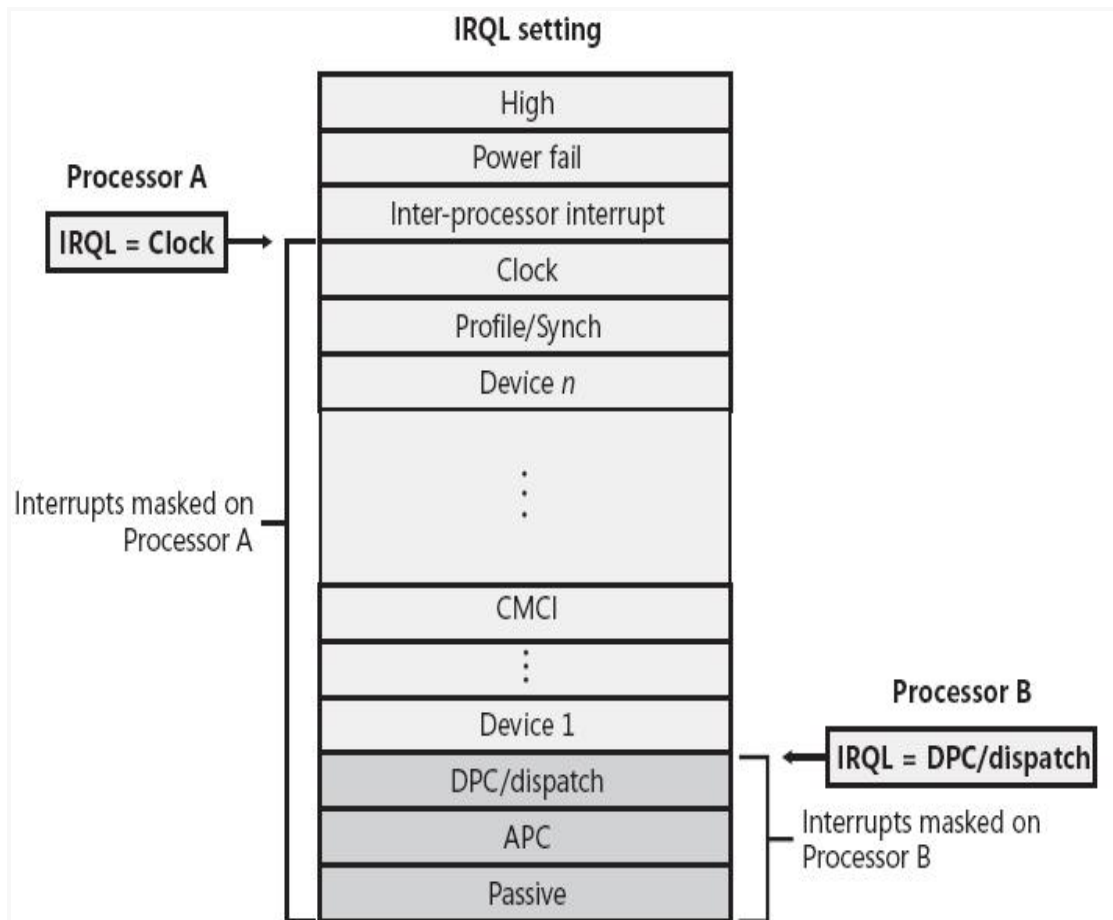 IRQL setting
High
Power fail
Processor A
Inter-processor interrupt
IRQL = Clock
Clock
Profile/Synch
Device n
⋮
Interrupts masked on
Processor A
CMCI
⋮
Device 1
Processor B
IRQL = DPC/dispatch
DPC/dispatch
APC
Interrupts masked on
Processor B
Passive